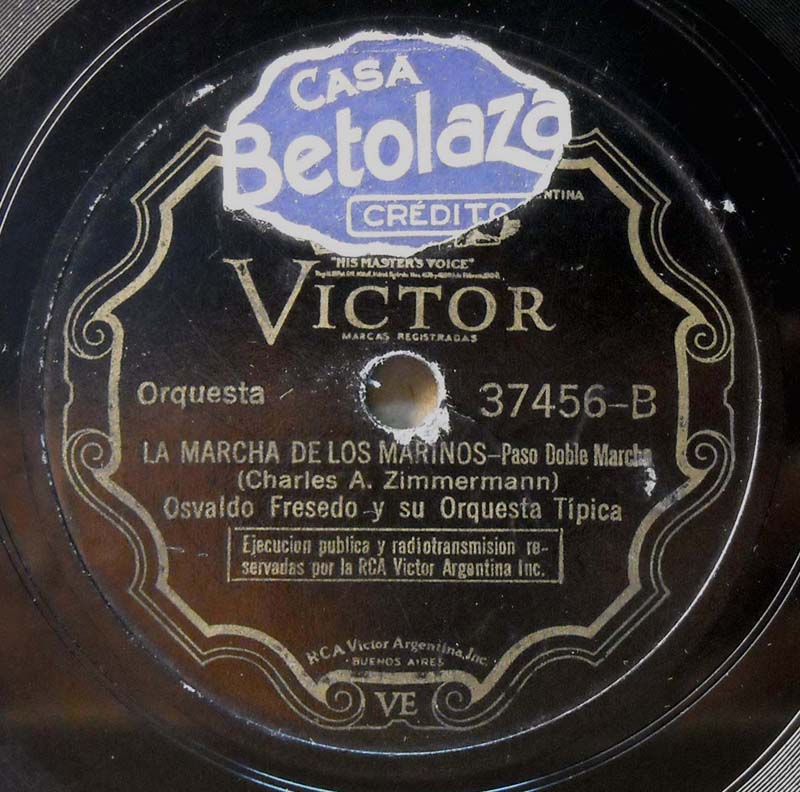 CASA
Betolaza
CRÉDITO
"HIS MASTER'S VOICE"
VICTOR
MARCAS REGISTRADAS
Orquesta
37456-B
LA MARCHA DE LOS MARINOS-Paso Doble Marcha
(Charles A. Zimmermann)
Osvaldo Fresedo y su Orquesta Típica
Ejecucion publica y radiotransmision re-
servadas por la RCA Victor Argentina Inc.
RCA Victor Argentina, Inc.
BUENOS AIRES
VE